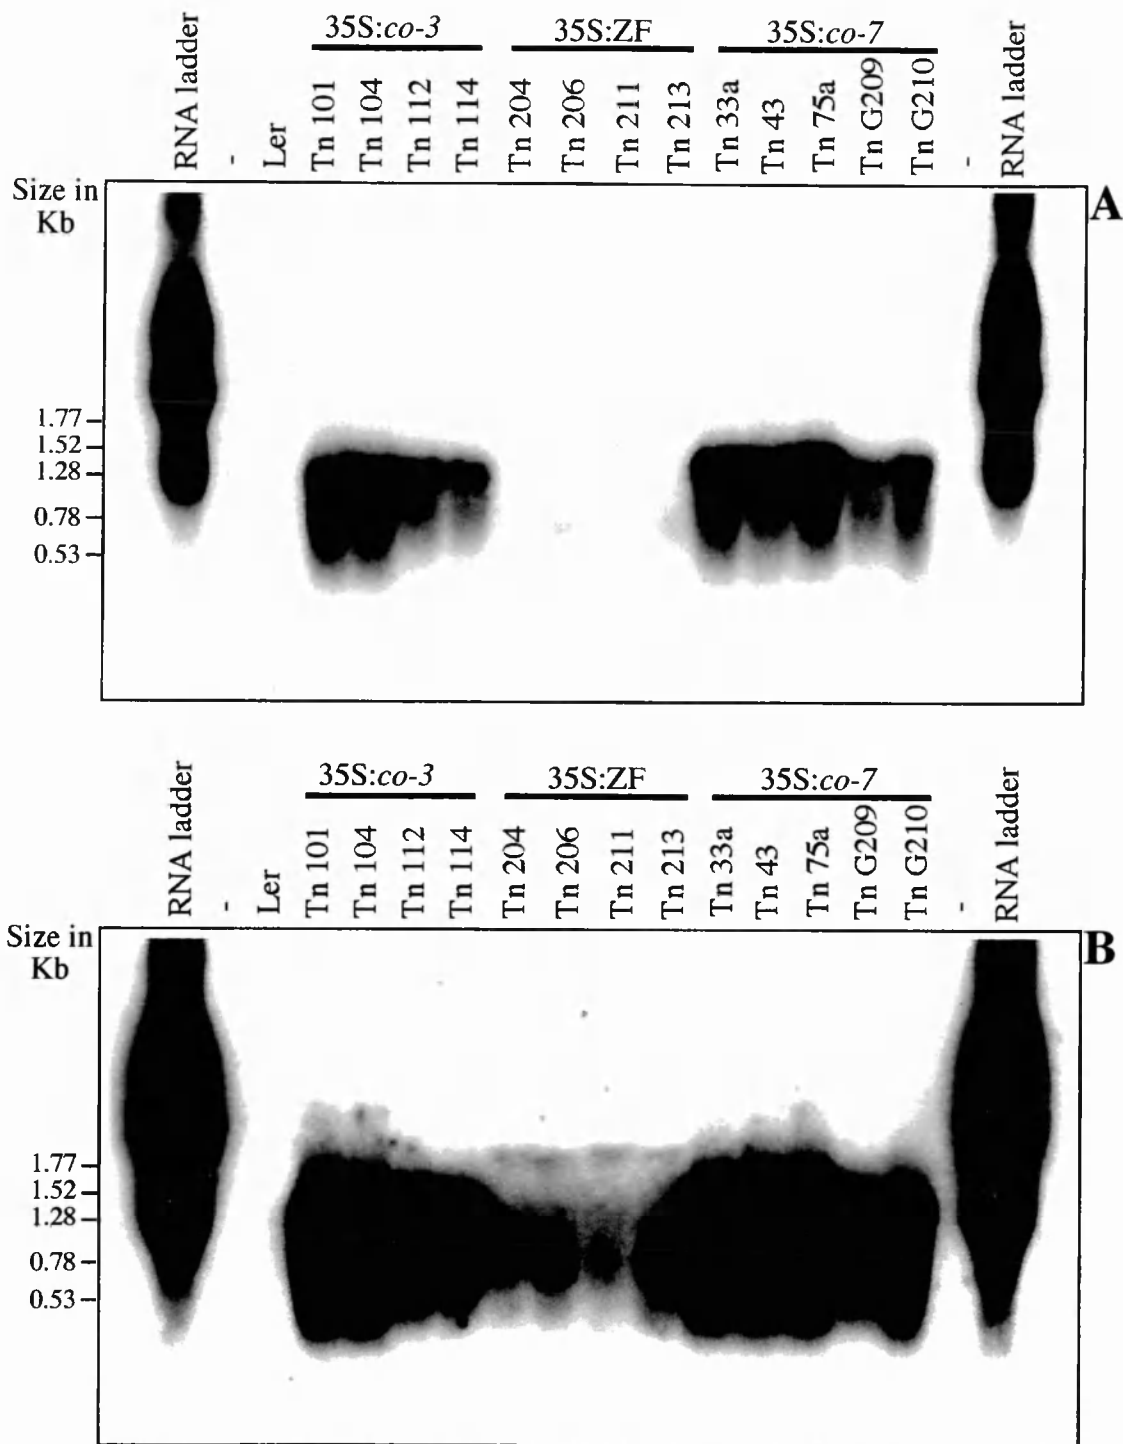 35S:co-3 35S:ZF 35S:co-7
RNA ladder - Ler Tn 101 Tn 104 Tn 112 Tn 114 Tn 204 Tn 206 Tn 211 Tn 213 Tn 33a Tn 43 Tn 75a Tn G209 Tn G210 - RNA ladder
Size in
Kb
A
1.77
1.52
1.28
0.78
0.53
35S:co-3 35S:ZF 35S:co-7
RNA ladder - Ler Tn 101 Tn 104 Tn 112 Tn 114 Tn 204 Tn 206 Tn 211 Tn 213 Tn 33a Tn 43 Tn 75a Tn G209 Tn G210 - RNA ladder
Size in
Kb
B
1.77
1.52
1.28
0.78
0.53